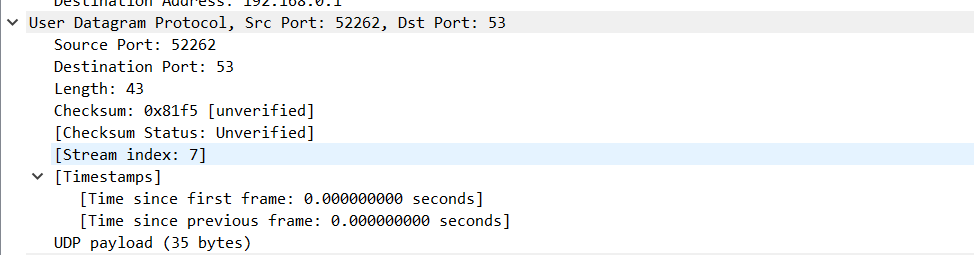 Destination Address: 192.168.0.1
User Datagram Protocol, Src Port: 52262, Dst Port: 53
Source Port: 52262
Destination Port: 53
Length: 43
Checksum: 0x81f5 [unverified]
[Checksum Status: Unverified]
[Stream index: 7]
[Timestamps]
[Time since first frame: 0.000000000 seconds]
[Time since previous frame: 0.000000000 seconds]
UDP payload (35 bytes)